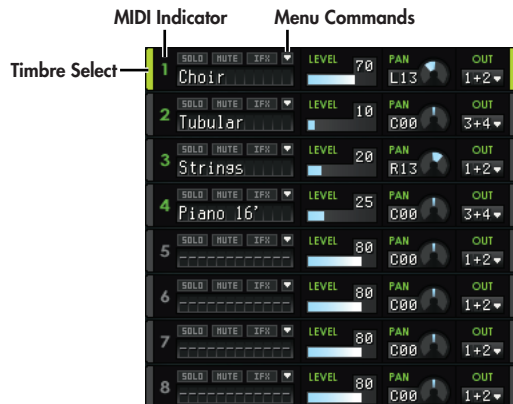 MIDI Indicator Menu Commands
Timbre Select
1 SOLO MUTE IFX LEVEL 70 PAN OUT
Choir L13 1+2
2 SOLO MUTE IFX LEVEL 10 PAN OUT
Tubular C00 3+4
3 SOLO MUTE IFX LEVEL 20 PAN OUT
Strings R13 1+2
4 SOLO MUTE IFX LEVEL 25 PAN OUT
Piano 16' C00 3+4
5 SOLO MUTE IFX LEVEL 80 PAN OUT
C00 1+2
6 SOLO MUTE IFX LEVEL 80 PAN OUT
C00 1+2
7 SOLO MUTE IFX LEVEL 80 PAN OUT
C00 1+2
8 SOLO MUTE IFX LEVEL 80 PAN OUT
C00 1+2